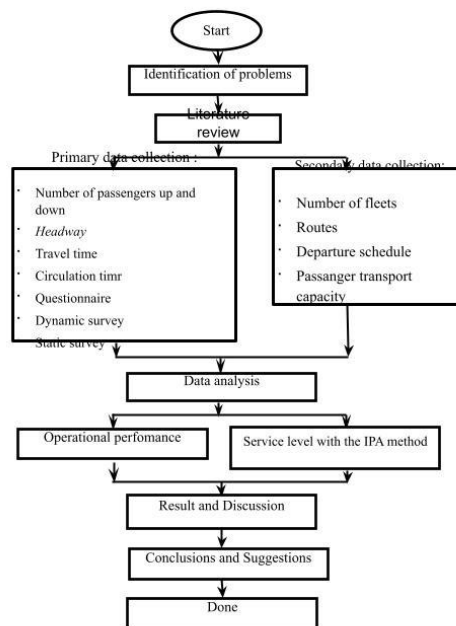 Start
Identification of problems
Literature
review
Primary data collection :
· Number of passengers up and
down
· Headway
· Travel time
· Circulation timr
· Questionnaire
· Dynamic survey
Static survey
Secondary data collection:
· Number of fleets
· Routes
· Departure schedule
· Passanger transport
capacity
Data analysis
Operational perfomance
Service level with the IPA method
Result and Discussion
Conclusions and Suggestions
Done